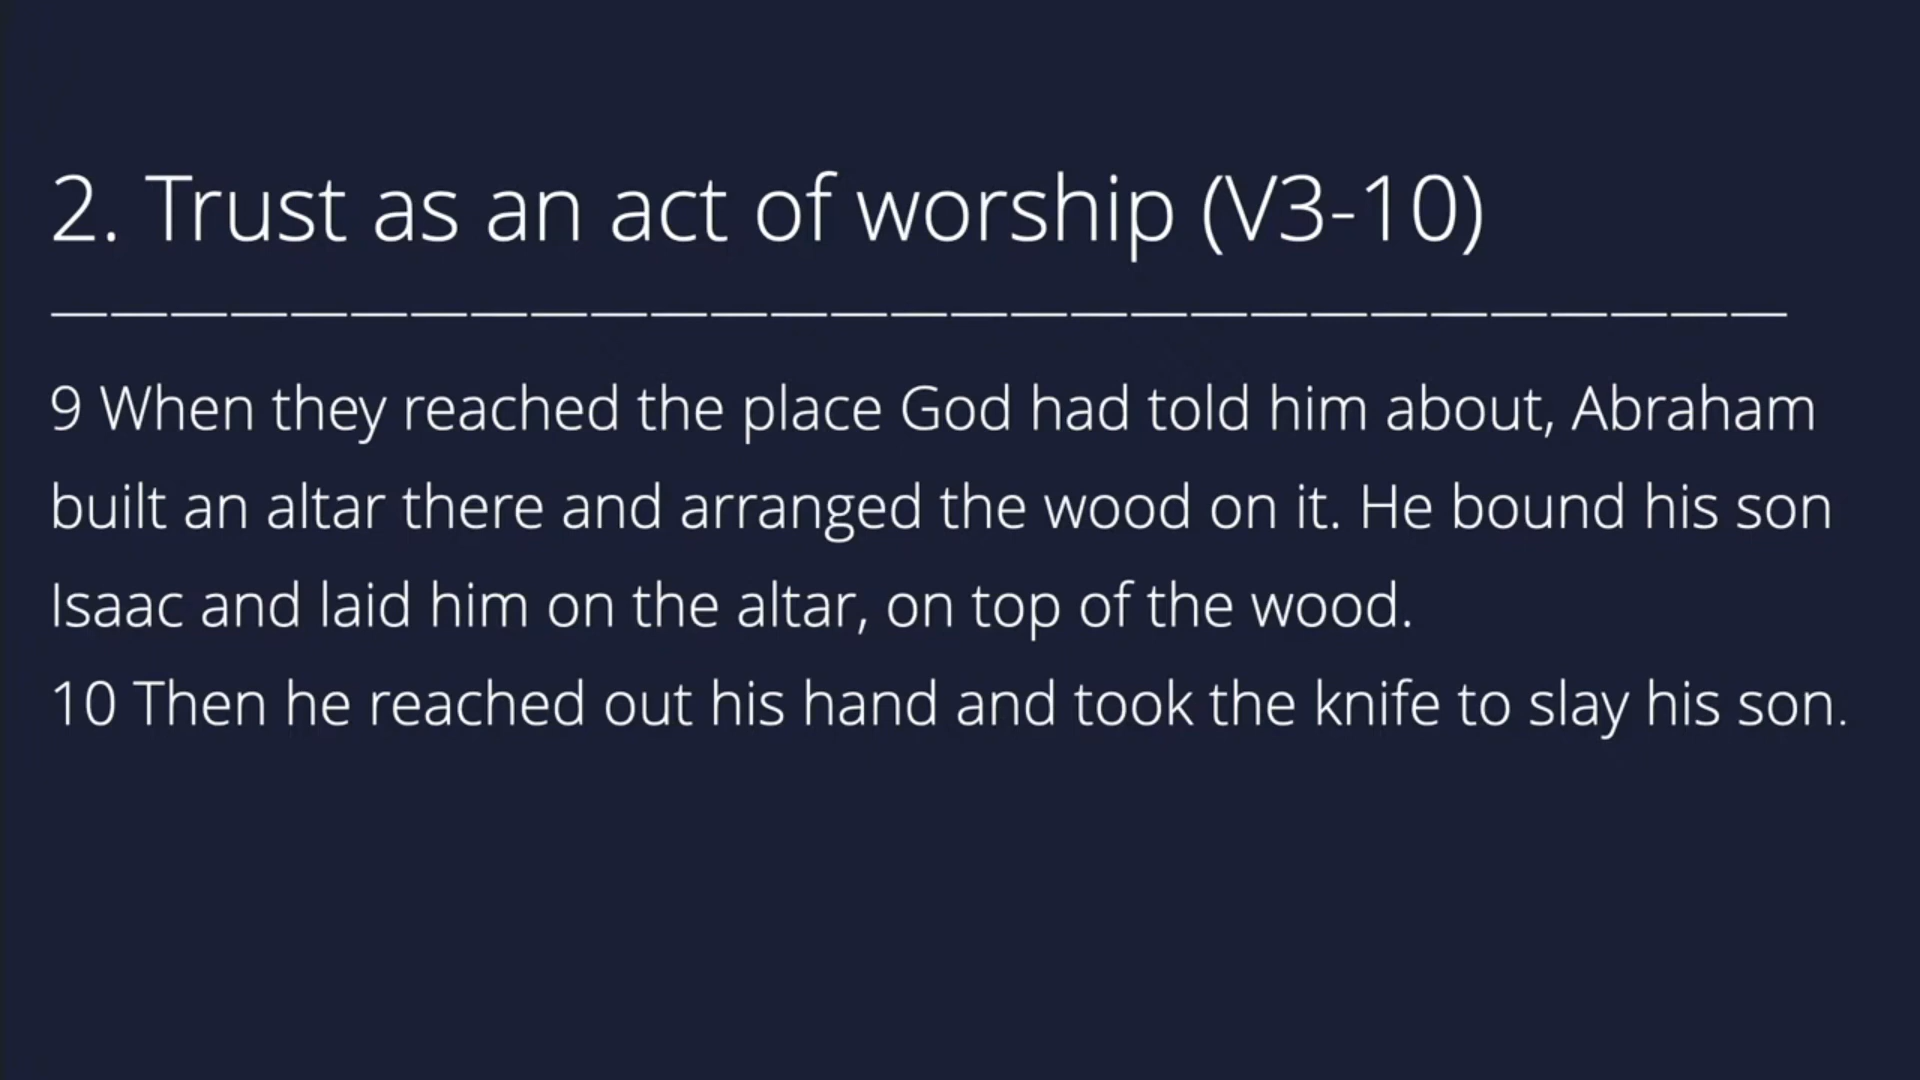 2. Trust as an act of worship (V3-10)
—————————————————————————————
9 When they reached the place God had told him about, Abraham
built an altar there and arranged the wood on it. He bound his son
Isaac and laid him on the altar, on top of the wood.
10 Then he reached out his hand and took the knife to slay his son.